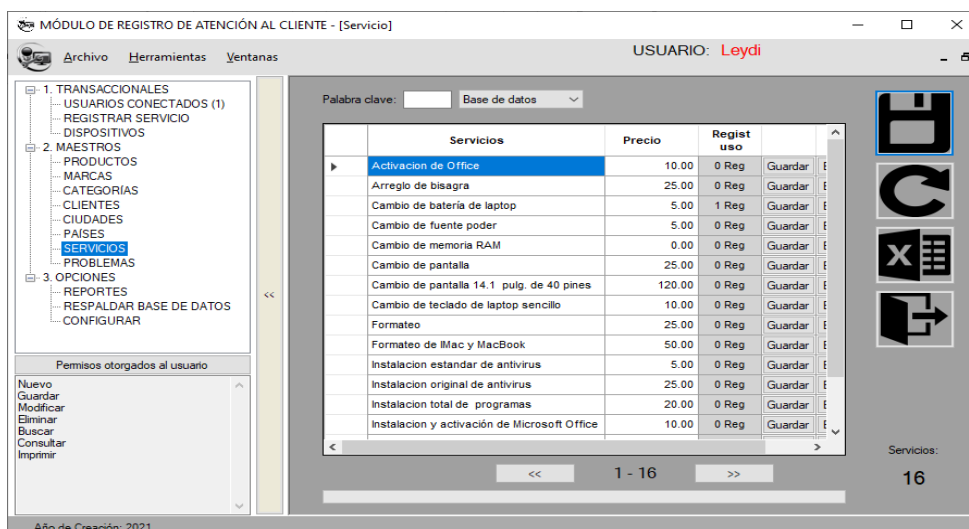 MÓDULO DE REGISTRO DE ATENCIÓN AL CLIENTE - [Servicio]
Archivo Herramientas Ventanas
USUARIO: Leydi
1. TRANSACCIONALES
USUARIOS CONECTADOS (1)
REGISTRAR SERVICIO
DISPOSITIVOS
2. MAESTROS
PRODUCTOS
MARCAS
CATEGORÍAS
CLIENTES
CIUDADES
PAÍSES
SERVICIOS
PROBLEMAS
3. OPCIONES
REPORTES
RESPALDAR BASE DE DATOS
CONFIGURAR
Permisos otorgados al usuario
Nuevo
Guardar
Modificar
Eliminar
Buscar
Consultar
Imprimir
<<
Palabra clave: Base de datos
Servicios Precio Regist uso
Activacion de Office 10.00 0 Reg Guardar
Arreglo de bisagra 25.00 0 Reg Guardar
Cambio de batería de laptop 5.00 1 Reg Guardar
Cambio de fuente poder 5.00 0 Reg Guardar
Cambio de memoria RAM 0.00 0 Reg Guardar
Cambio de pantalla 25.00 0 Reg Guardar
Cambio de pantalla 14.1 pulg. de 40 pines 120.00 0 Reg Guardar
Cambio de teclado de laptop sencillo 10.00 0 Reg Guardar
Formateo 25.00 0 Reg Guardar
Formateo de IMac y MacBook 50.00 0 Reg Guardar
Instalacion estandar de antivirus 5.00 0 Reg Guardar
Instalacion original de antivirus 25.00 0 Reg Guardar
Instalacion total de programas 20.00 0 Reg Guardar
Instalacion y activación de Microsoft Office 10.00 0 Reg Guardar
<< 1 - 16 >>
X
Servicios:
16
Año de Creación: 2021